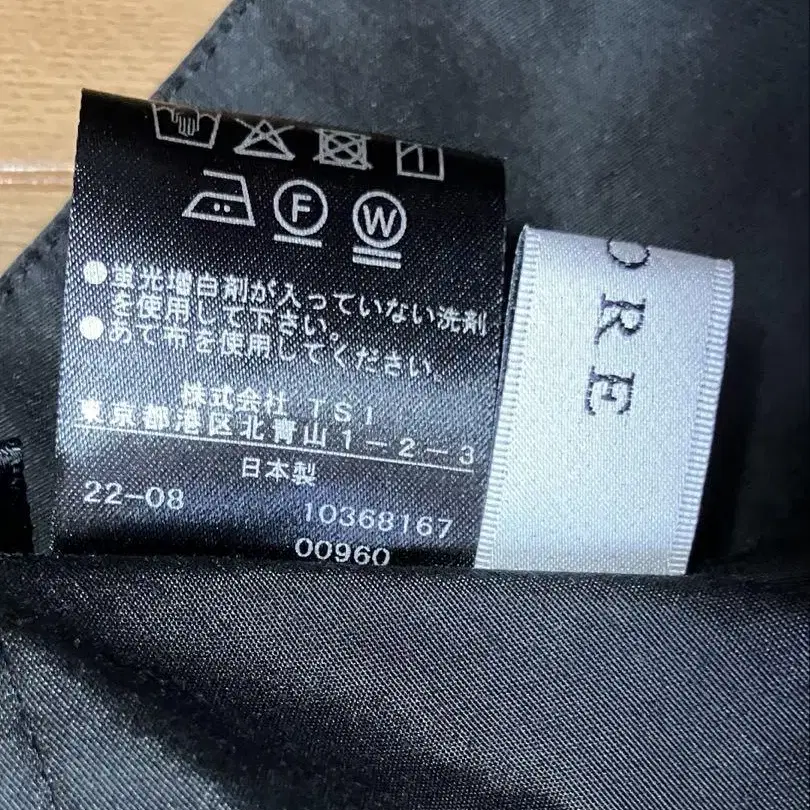 F W
●蛍光増白剤が入っていない洗剤
を使用して下さい。
●あて布を使用してください。
株式会社 TSI
東京都港区北青山1-2-3
日本製
22-08
10368167
00960
ORE